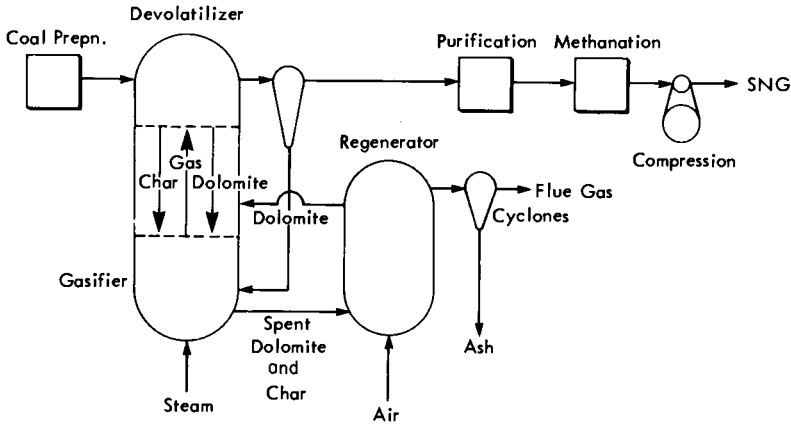 Devolatilizer
Coal Prepn.
Purification
Methanation
SNG
Compression
Regenerator
Gas
Char
Dolomite
Dolomite
Flue Gas
Cyclones
Gasifier
Spent
Dolomite
and
Char
Ash
Steam
Air